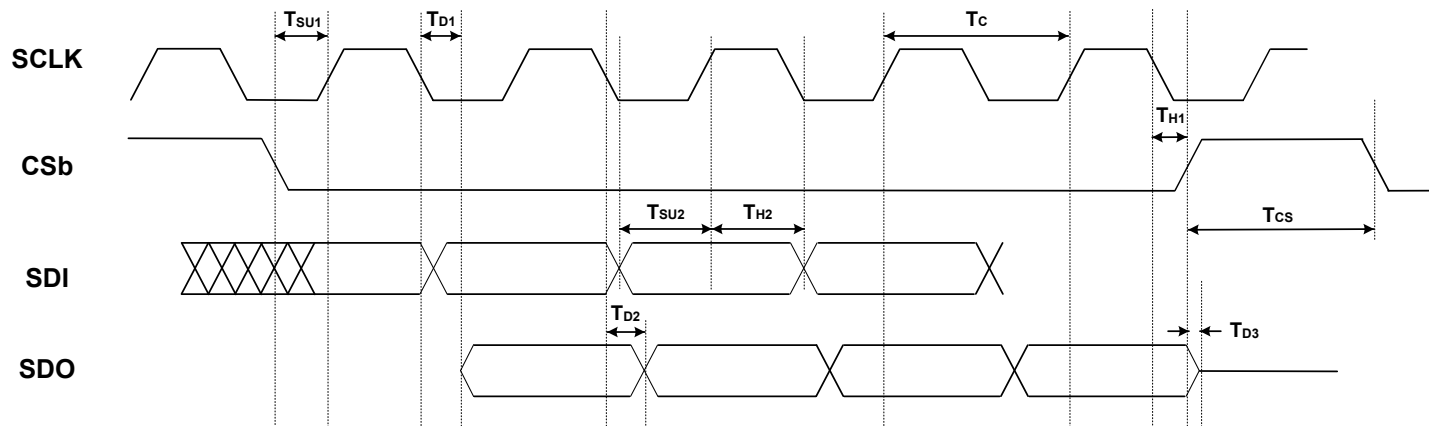 TSU1
TD1
TC
SCLK
TH1
CSb
TSU2
TH2
TCS
SDI
TD2
TD3
SDO